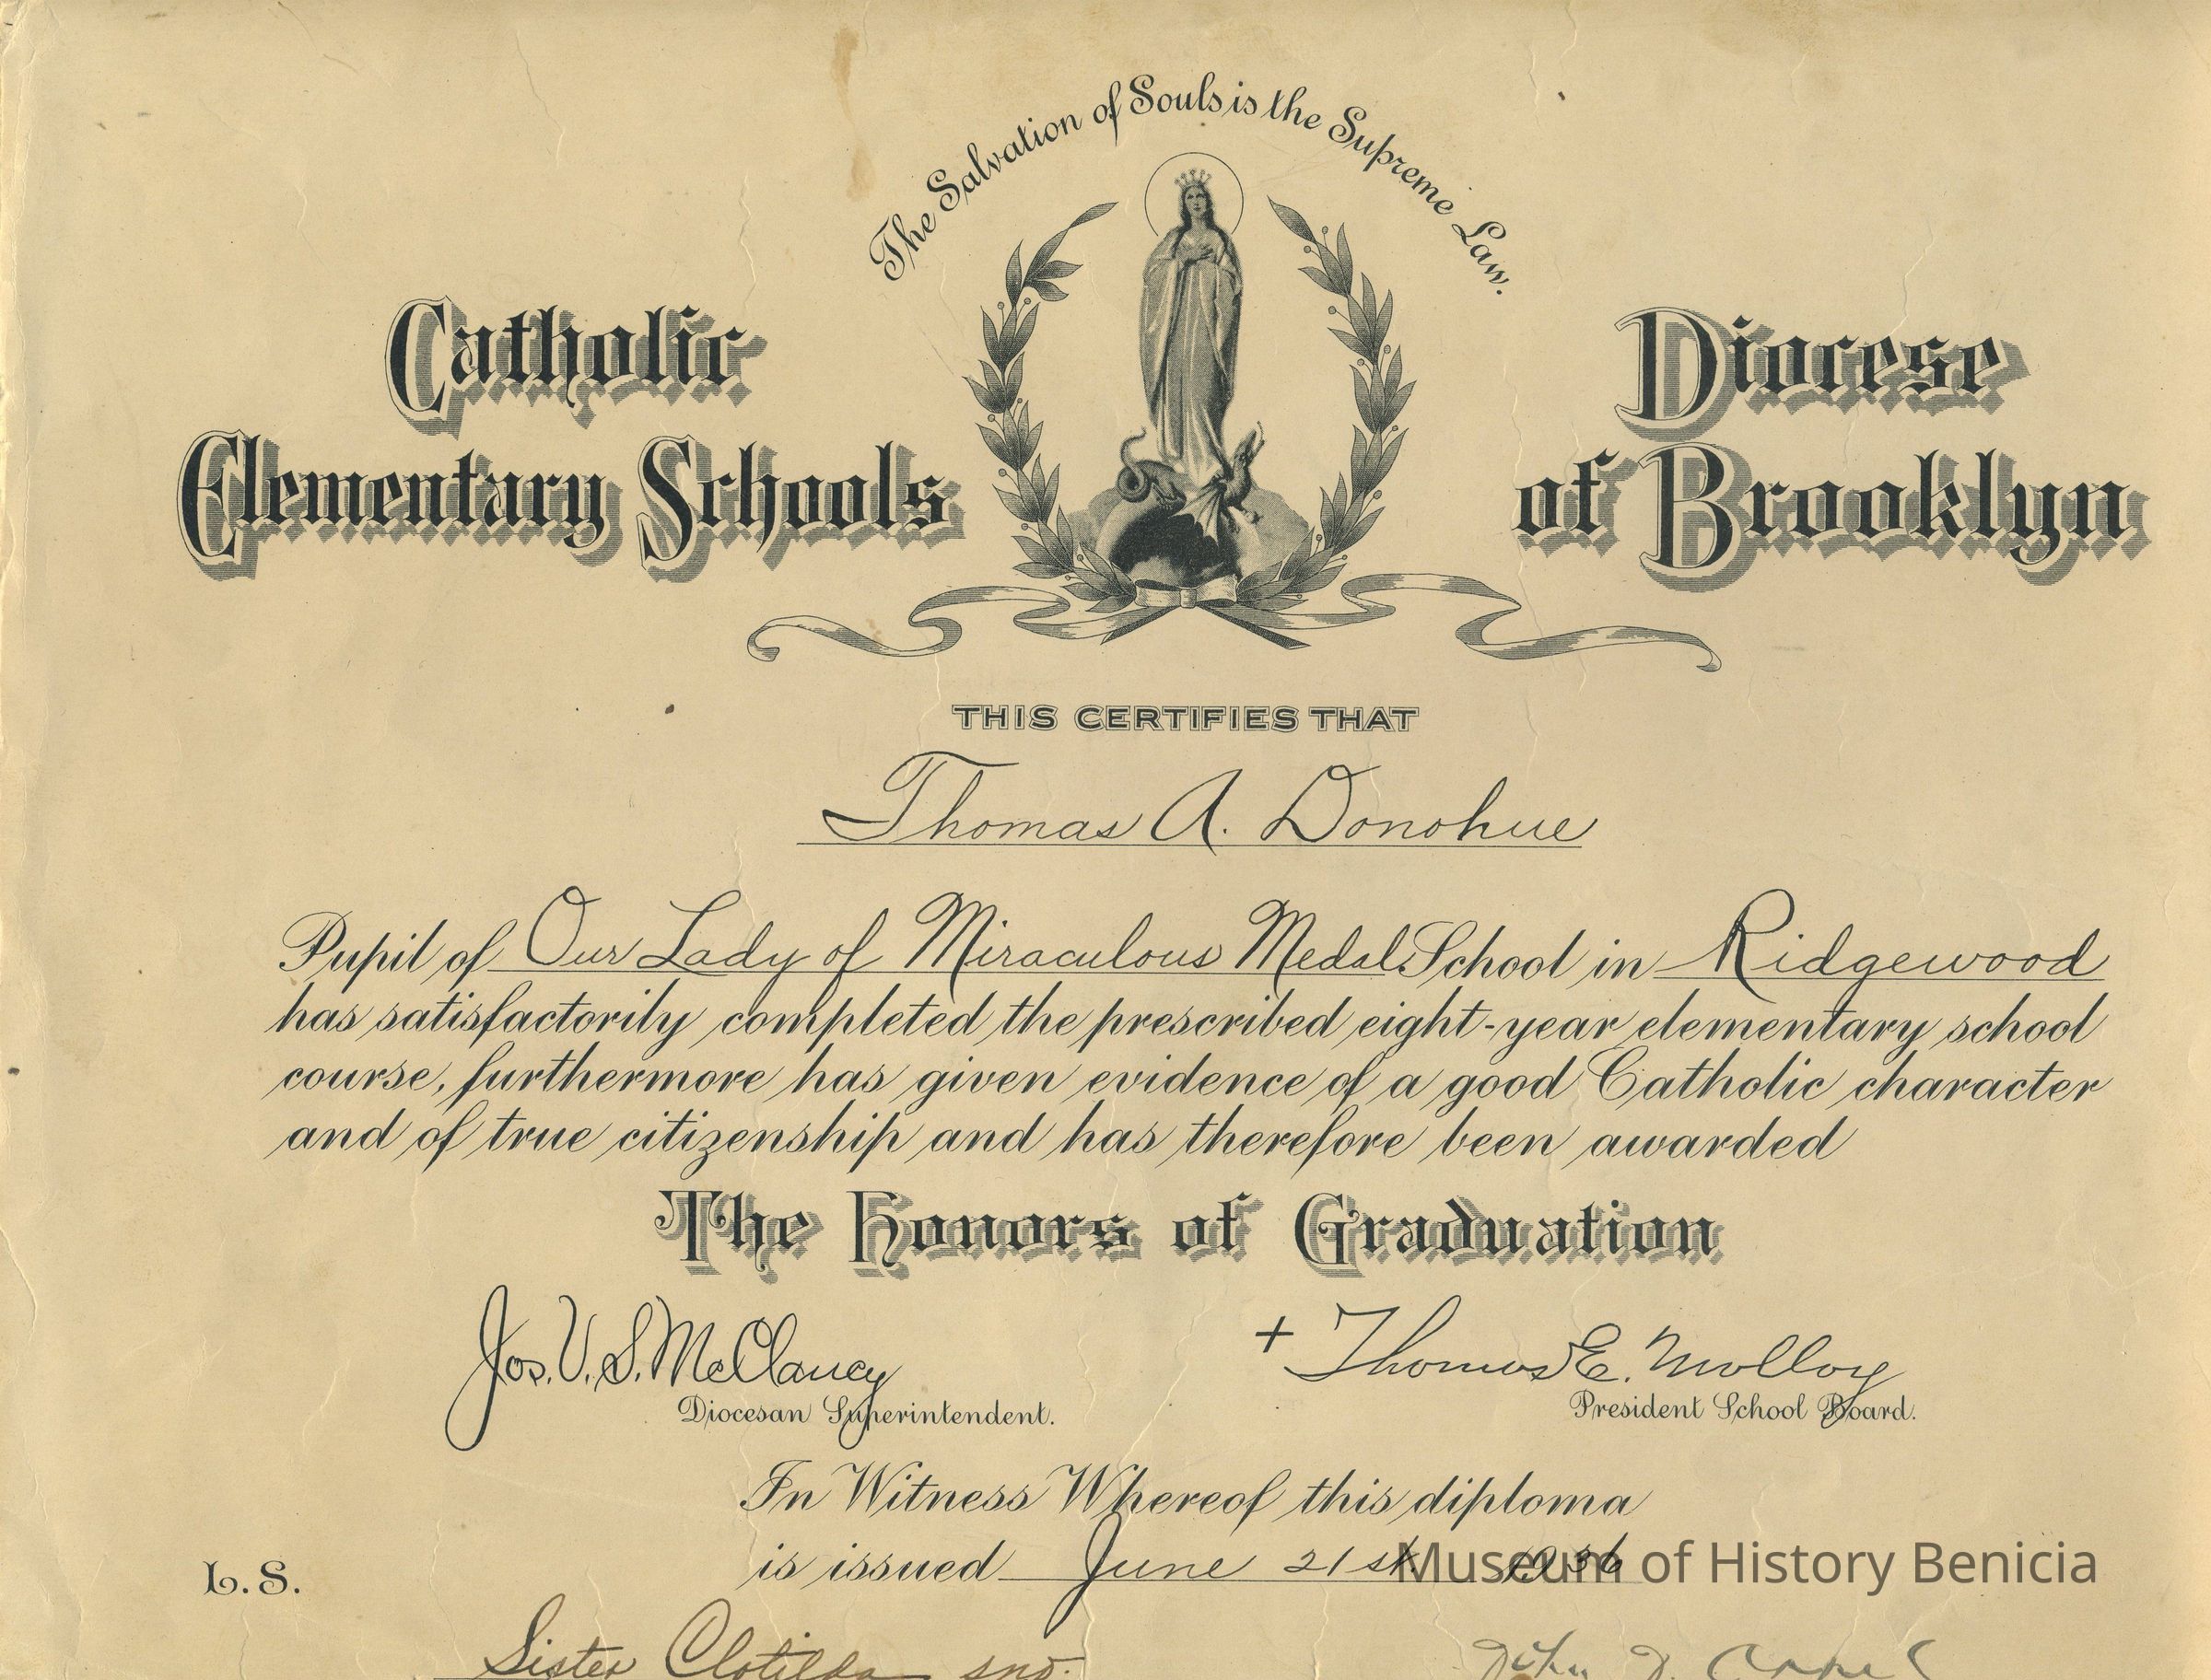 The Salvation of Souls is the Supreme Law.
Catholic
Elementary Schools
Diocese
of Brooklyn
THIS CERTIFIES THAT
Thomas A. Donohue
Pupil of Our Lady of Miraculous Medal School in Ridgewood
has satisfactorily completed the prescribed eight-year elementary school
course, furthermore has given evidence of a good Catholic character
and of true citizenship and has therefore been awarded
The Honors of Graduation
Jos. V. S. McClancy
Diocesan Superintendent.
+ Thomas E. Molloy
President School Board.
In Witness Whereof this diploma
is issued June 21st 1936
Museum of History Benicia
L. S.
Sister Clotilda snd.
John J.